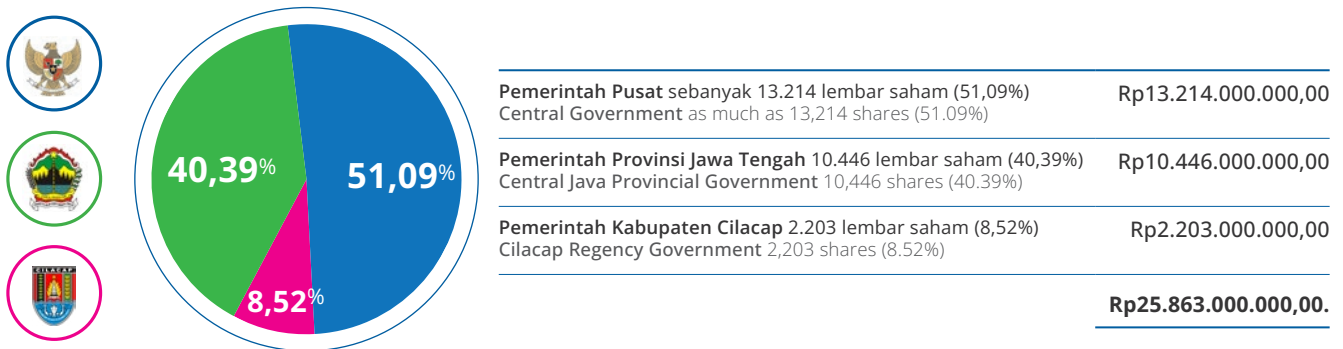 40,39%
51,09%
8,52%
CILACAP
Pemerintah Pusat sebanyak 13.214 lembar saham (51,09%)
Central Government as much as 13,214 shares (51.09%)
Rp13.214.000.000,00
Pemerintah Provinsi Jawa Tengah 10.446 lembar saham (40,39%)
Central Java Provincial Government 10,446 shares (40.39%)
Rp10.446.000.000,00
Pemerintah Kabupaten Cilacap 2.203 lembar saham (8,52%)
Cilacap Regency Government 2,203 shares (8.52%)
Rp2.203.000.000,00
Rp25.863.000.000,00.